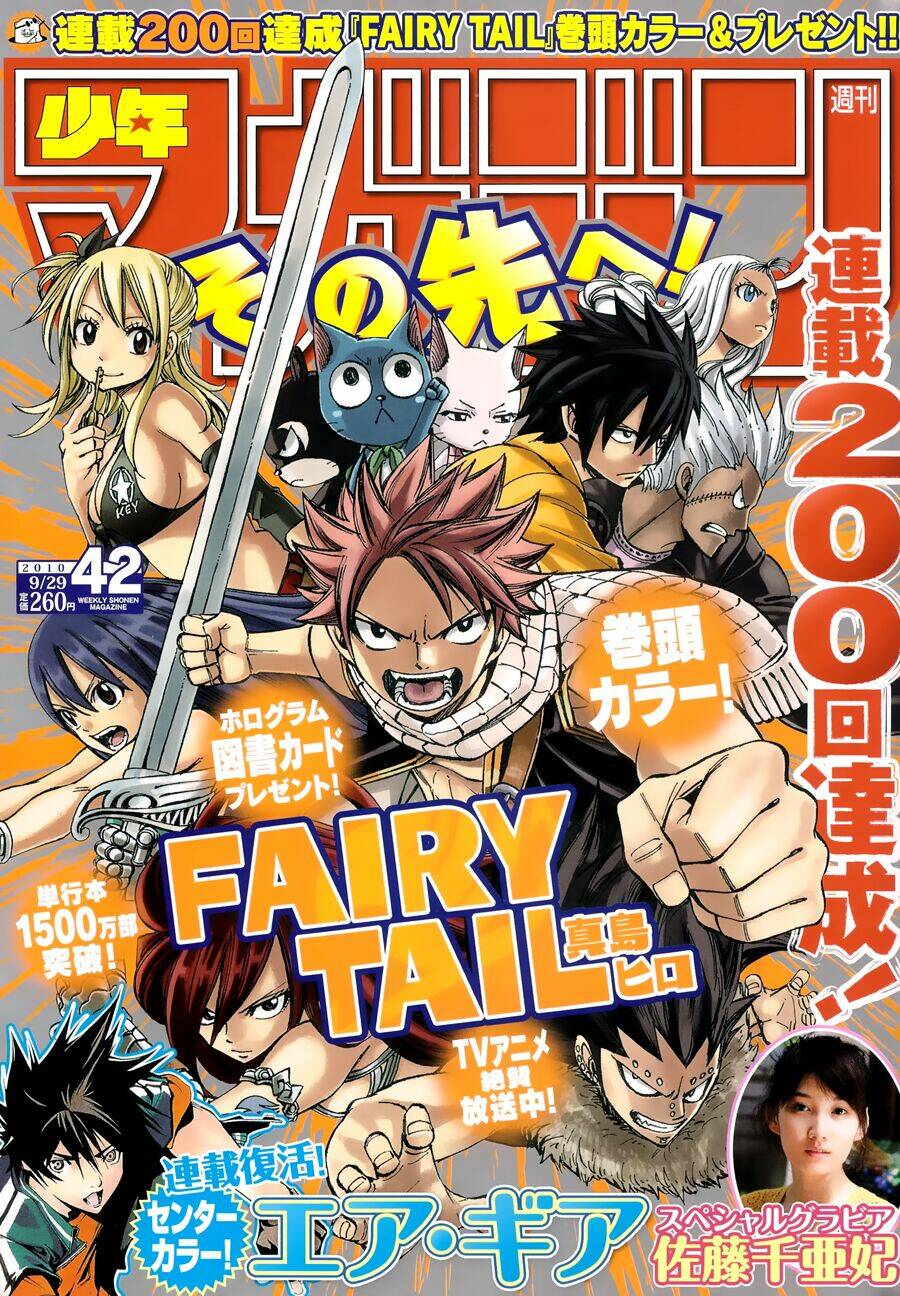 連載200回達成『FAIRY TAIL』巻頭カラー＆プレゼント!!
週刊
少年
マガジン
その先へ!
連載200回達成!!
KEY
2010
9/29
42
定価260円
WEEKLY SHONEN
MAGAZINE
巻頭
カラー!
ホログラム
図書カード
プレゼント!
FAIRY
TAIL
真島
ヒロ
単行本
1500万部
突破!
TVアニメ
絶賛
放送中!
連載復活!
センター
カラー!
エア・ギア
スペシャルグラビア
佐藤千亜妃